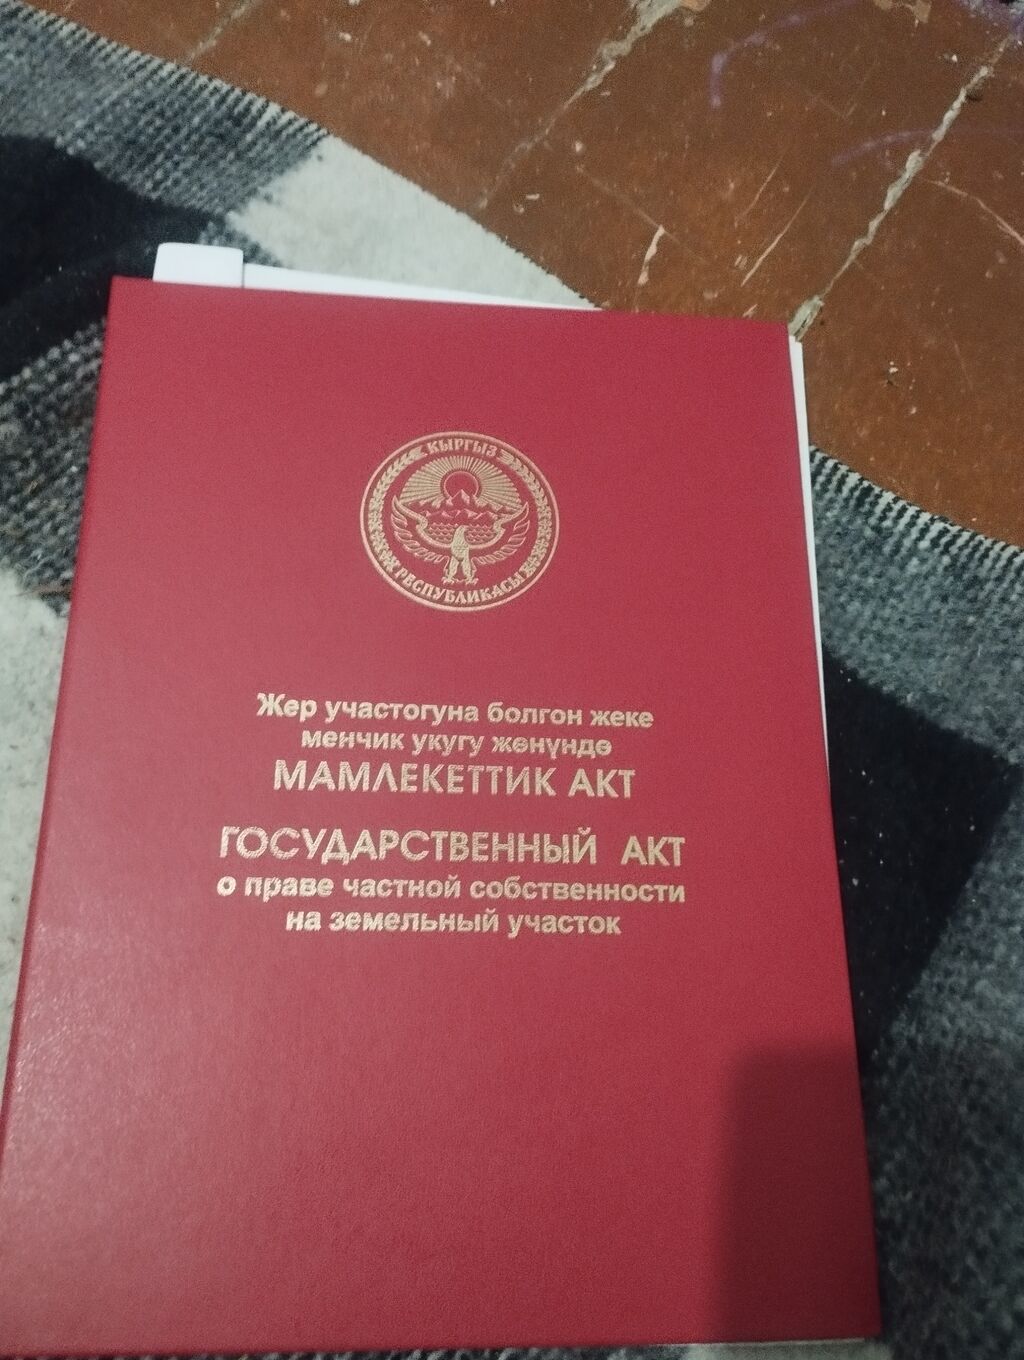 КЫРГЫЗ
РЕСПУБЛИКАСЫ
Жер участогуна болгон жеке
менчик укугу жөнүндө
МАМЛЕКЕТТИК АКТ
ГОСУДАРСТВЕННЫЙ АКТ
о праве частной собственности
на земельный участок